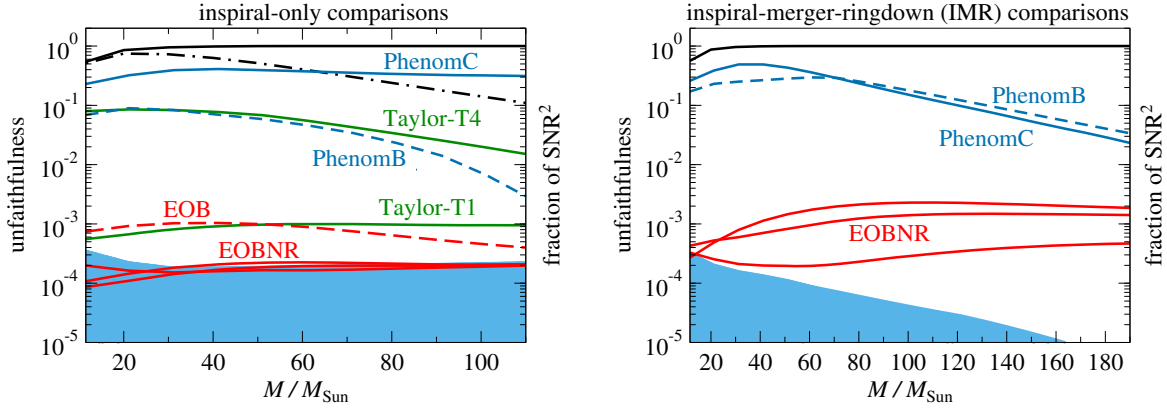 inspiral-only comparisons
unfaithfulness
10^0
10^-1
10^-2
10^-3
10^-4
10^-5
PhenomC
Taylor-T4
PhenomB
EOB
Taylor-T1
EOBNR
20 40 60 80 100
M / M_Sun
fraction of SNR^2
inspiral-merger-ringdown (IMR) comparisons
unfaithfulness
10^0
10^-1
10^-2
10^-3
10^-4
10^-5
PhenomB
PhenomC
EOBNR
20 40 60 80 100 120 140 160 180
M / M_Sun
fraction of SNR^2